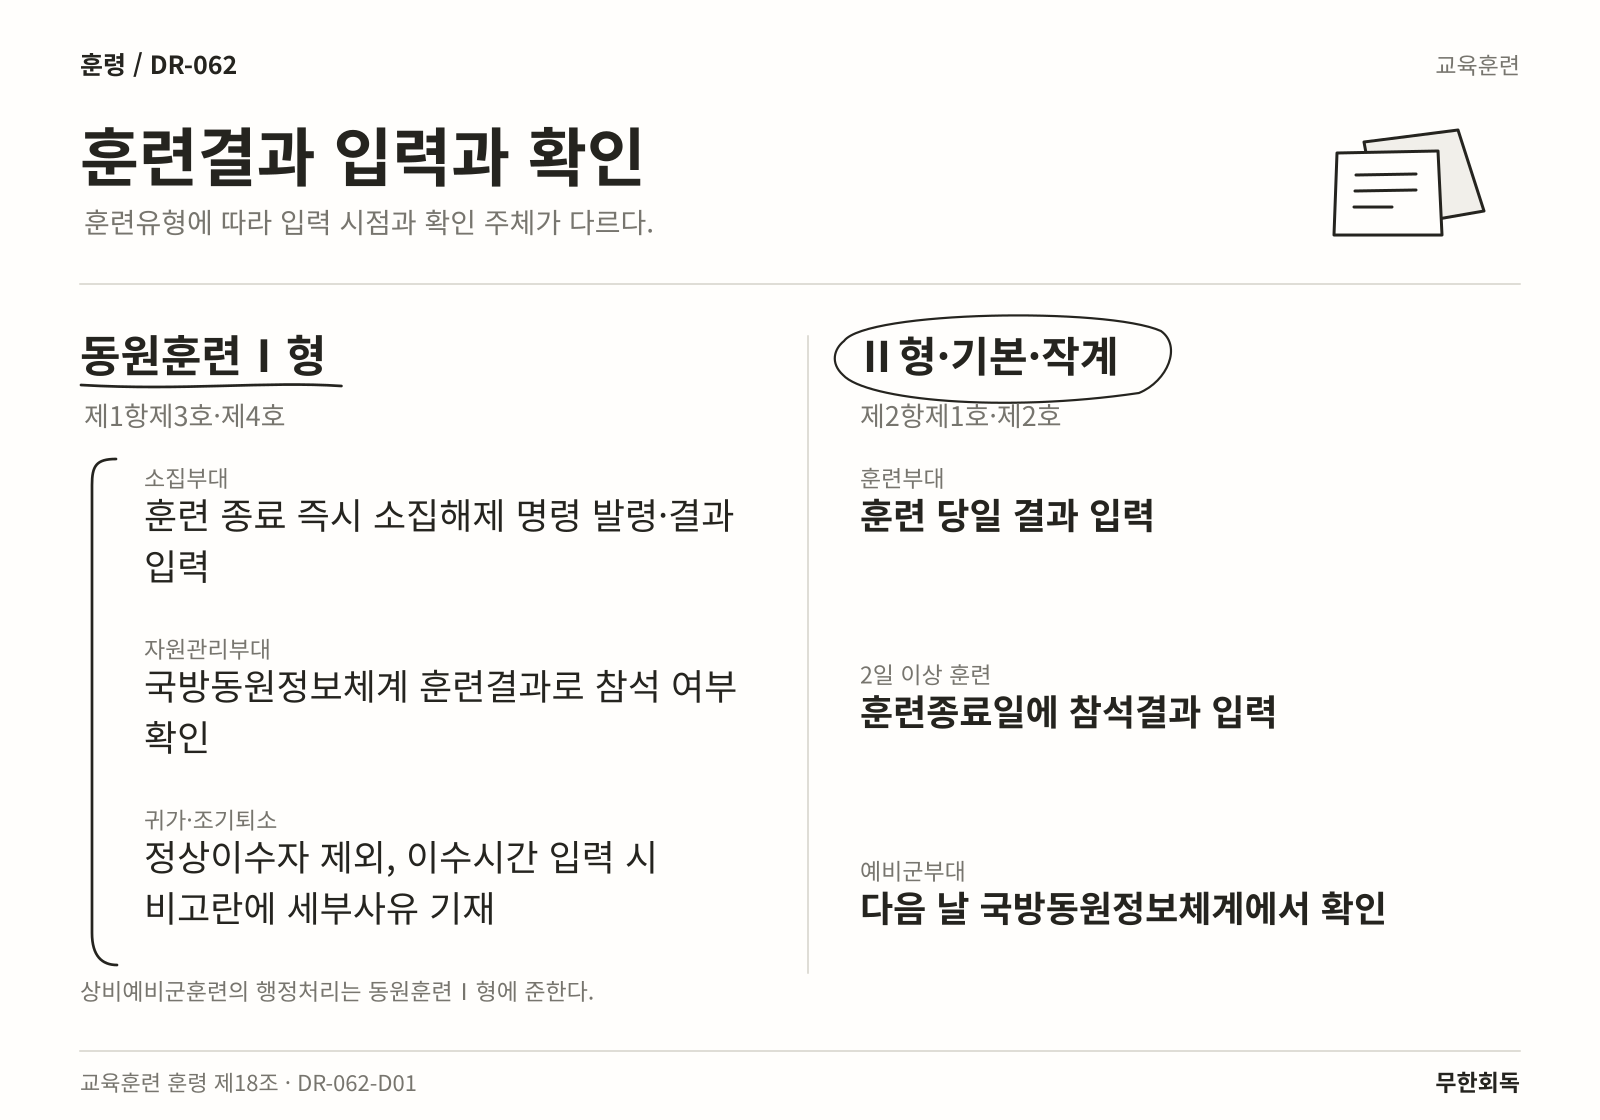 훈령 / DR-062
교육훈련
훈련결과 입력과 확인
훈련유형에 따라 입력 시점과 확인 주체가 다르다.
동원훈련Ⅰ형
제1항제3호·제4호
소집부대
훈련 종료 즉시 소집해제 명령 발령·결과
입력
자원관리부대
국방동원정보체계 훈련결과로 참석 여부
확인
귀가·조기퇴소
정상이수자 제외, 이수시간 입력 시
비고란에 세부사유 기재
상비예비군훈련의 행정처리는 동원훈련Ⅰ형에 준한다.
Ⅱ형·기본·작계
제2항제1호·제2호
훈련부대
훈련 당일 결과 입력
2일 이상 훈련
훈련종료일에 참석결과 입력
예비군부대
다음 날 국방동원정보체계에서 확인
교육훈련 훈령 제18조 · DR-062-D01
무한회독